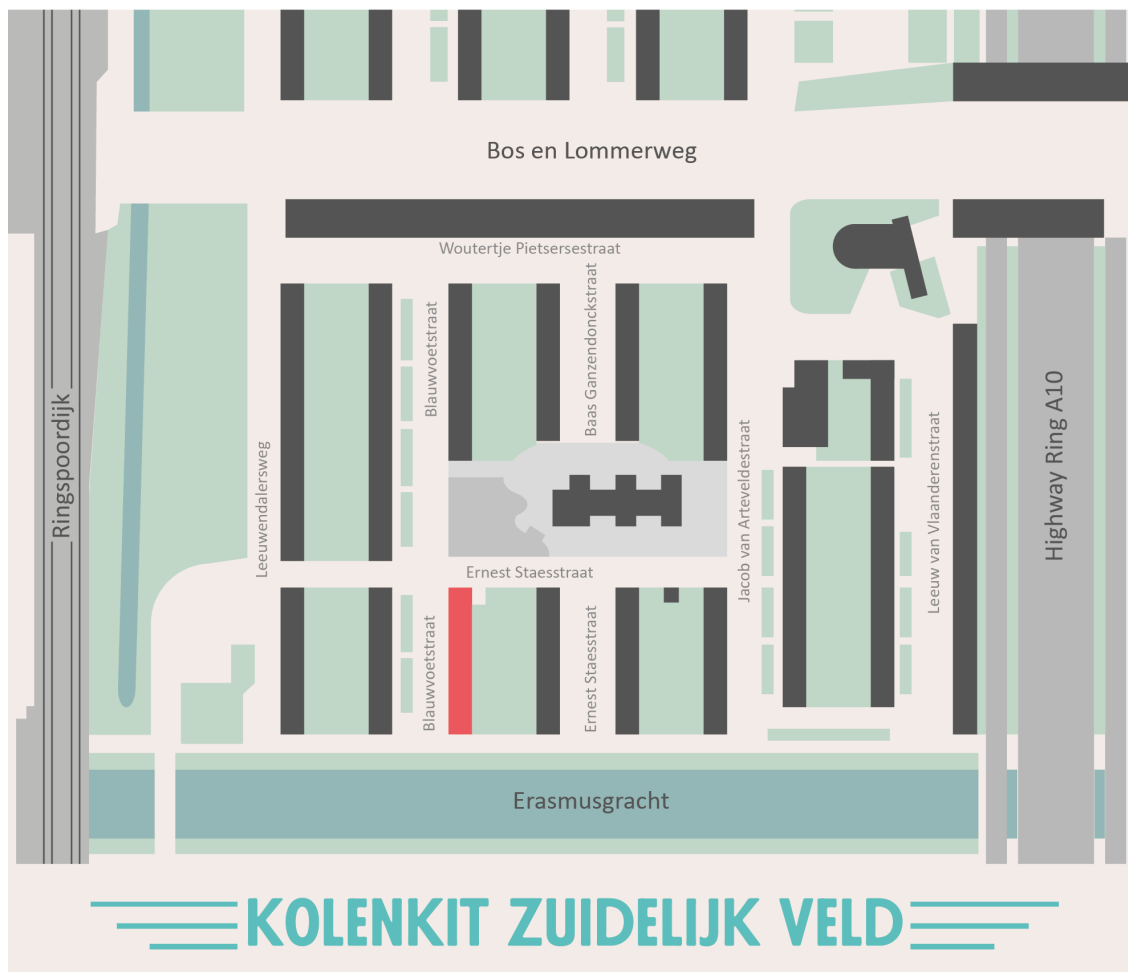 Bos en Lommerweg
Woutertje Pietsersestraat
Blauwvoetstraat
Baas Ganzendonckstraat
Ringspoordijk
Leeuwendalersweg
Jacob van Arteveldestraat
Leeuw van Vlaanderenstraat
Highway Ring A10
Ernest Staesstraat
Blauwvoetstraat
Ernest Staesstraat
Erasmusgracht
KOLENKIT ZUIDELIJK VELD